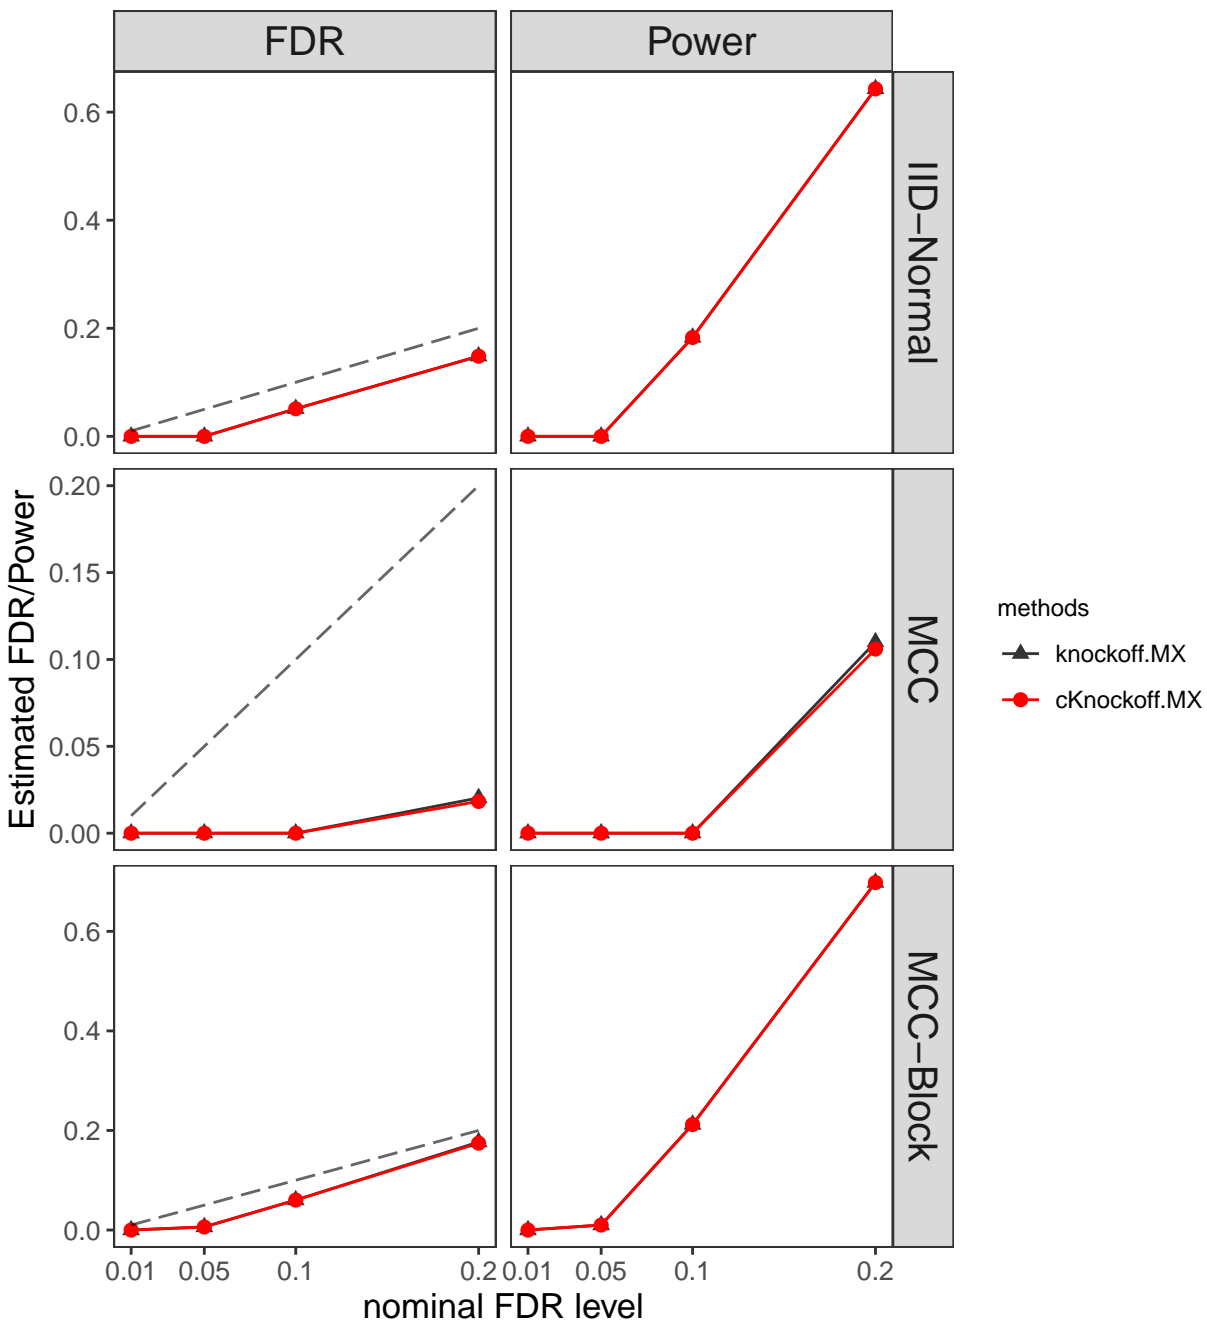 FDR
Power
0.6
0.4
0.2
0.0
IID−Normal
Estimated FDR/Power
0.20
0.15
0.10
0.05
0.00
MCC
methods
knockoff.MX
cKnockoff.MX
0.6
0.4
0.2
0.0
MCC−Block
0.01 0.05 0.1 0.2 0.01 0.05 0.1 0.2
nominal FDR level